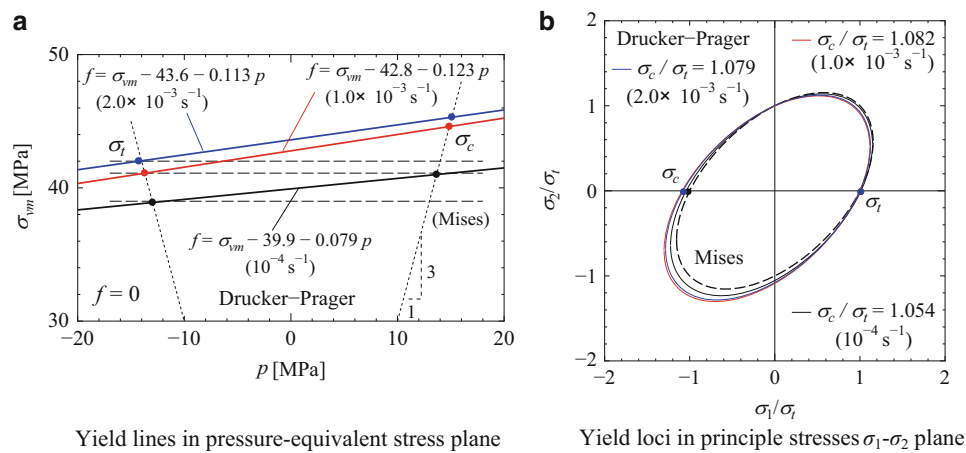 a
f = σvm − 43.6 − 0.113 p
(2.0× 10⁻³ s⁻¹)
f = σvm − 42.8 − 0.123 p
(1.0× 10⁻³ s⁻¹)
σt
σc
(Mises)
f = σvm − 39.9 − 0.079 p
(10⁻⁴ s⁻¹)
3
1
f = 0
Drucker−Prager
50
40
30
σvm [MPa]
−20 −10 0 10 20
p [MPa]
Yield lines in pressure-equivalent stress plane
b
Drucker−Prager
σc / σt = 1.079
(2.0× 10⁻³ s⁻¹)
σc / σt = 1.082
(1.0× 10⁻³ s⁻¹)
σc
σt
Mises
σc / σt = 1.054
(10⁻⁴ s⁻¹)
2
1
0
−1
−2
σ2/σt
−2 −1 0 1 2
σ1/σt
Yield loci in principle stresses σ1-σ2 plane